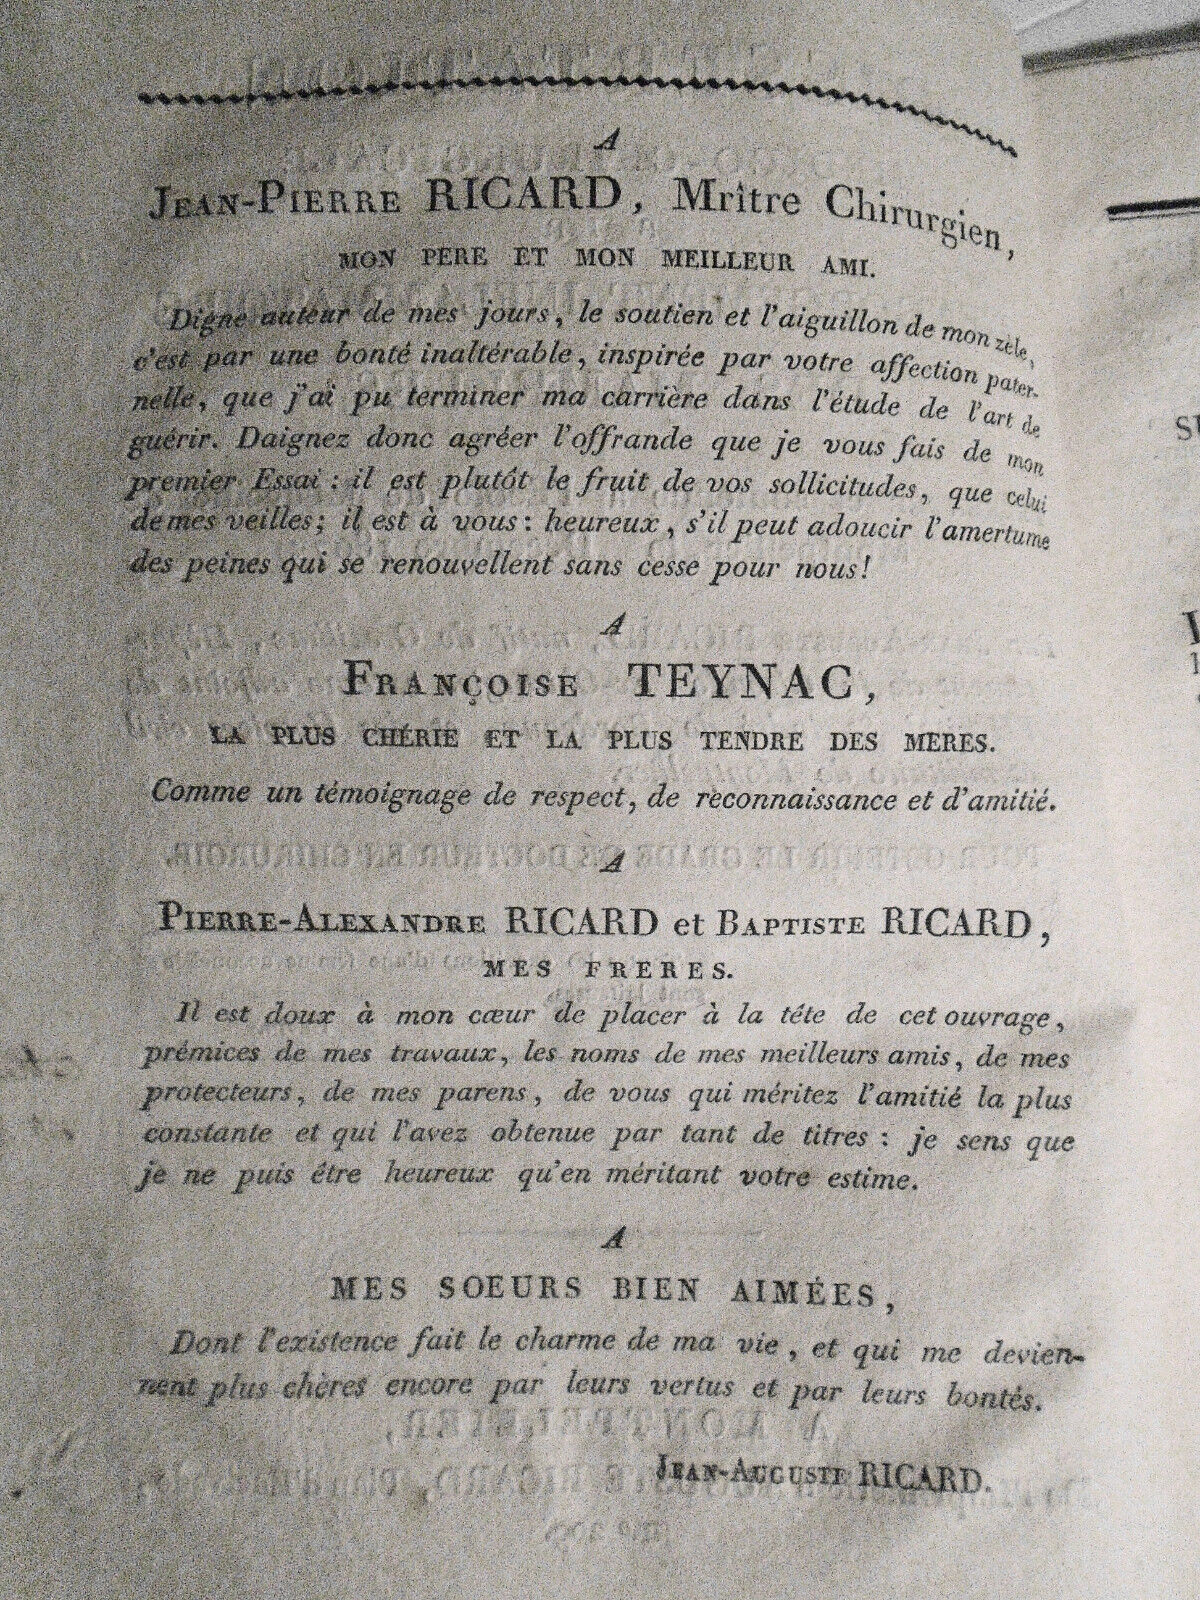 A
JEAN-PIERRE RICARD, Mrître Chirurgien,
MON PERE ET MON MEILLEUR AMI.
Digne auteur de mes jours, le soutien et l'aiguillon de mon zèle,
c'est par une bonté inaltérable, inspirée par votre affection pater-
nelle, que j'ai pu terminer ma carrière dans l'étude de l'art de
guérir. Daignez donc agréer l'offrande que je vous fais de mon
premier Essai : il est plutôt le fruit de vos sollicitudes, que celui
de mes veilles; il est à vous : heureux, s'il peut adoucir l'amertume
des peines qui se renouvellent sans cesse pour nous!
A
FRANÇOISE TEYNAC,
LA PLUS CHÉRIE ET LA PLUS TENDRE DES MERES.
Comme un témoignage de respect, de reconnaissance et d'amitié.
A
PIERRE-ALEXANDRE RICARD et BAPTISTE RICARD,
MES FRERES.
Il est doux à mon cœur de placer à la tête de cet ouvrage,
prémices de mes travaux, les noms de mes meilleurs amis, de mes
protecteurs, de mes parens, de vous qui méritez l'amitié la plus
constante et qui l'avez obtenue par tant de titres : je sens que
je ne puis être heureux qu'en méritant votre estime.
A
MES SOEURS BIEN AIMÉES,
Dont l'existence fait le charme de ma vie, et qui me devien-
nent plus chères encore par leurs vertus et par leurs bontés.
JEAN-AUGUSTE RICARD.